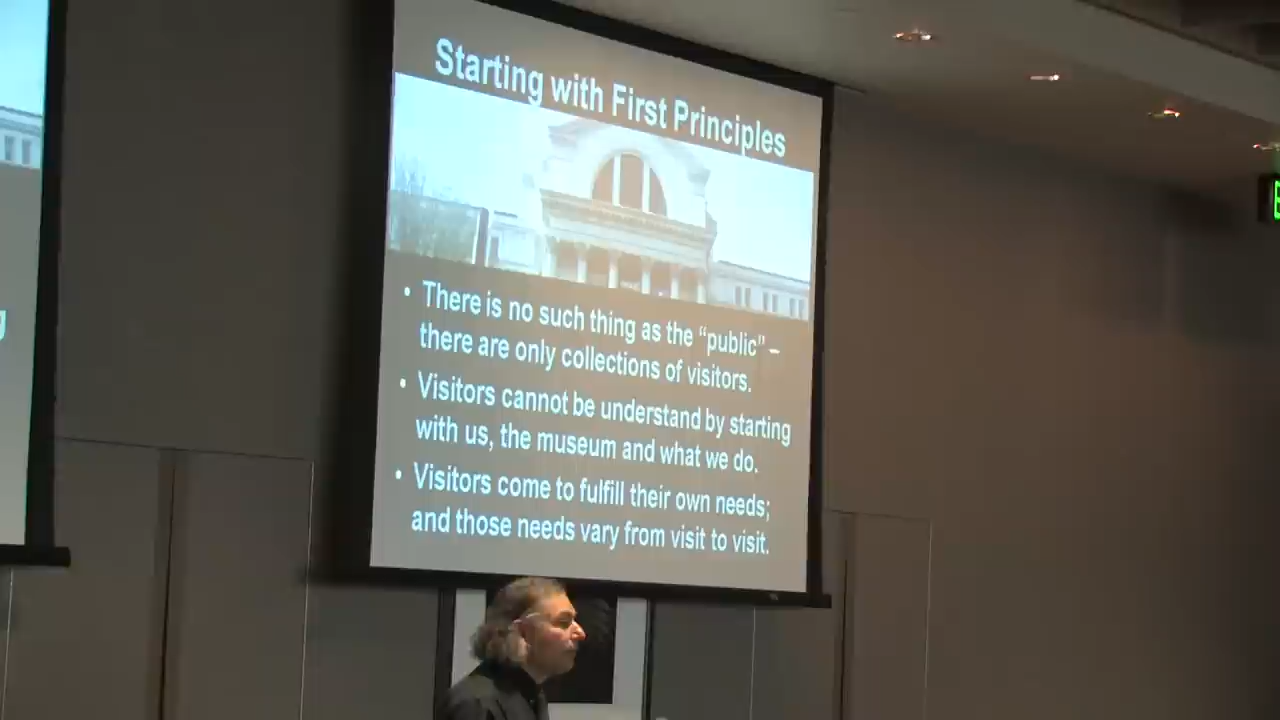 Starting with First Principles
• There is no such thing as the “public” –
there are only collections of visitors.
• Visitors cannot be understand by starting
with us, the museum and what we do.
• Visitors come to fulfill their own needs;
and those needs vary from visit to visit.
g
E